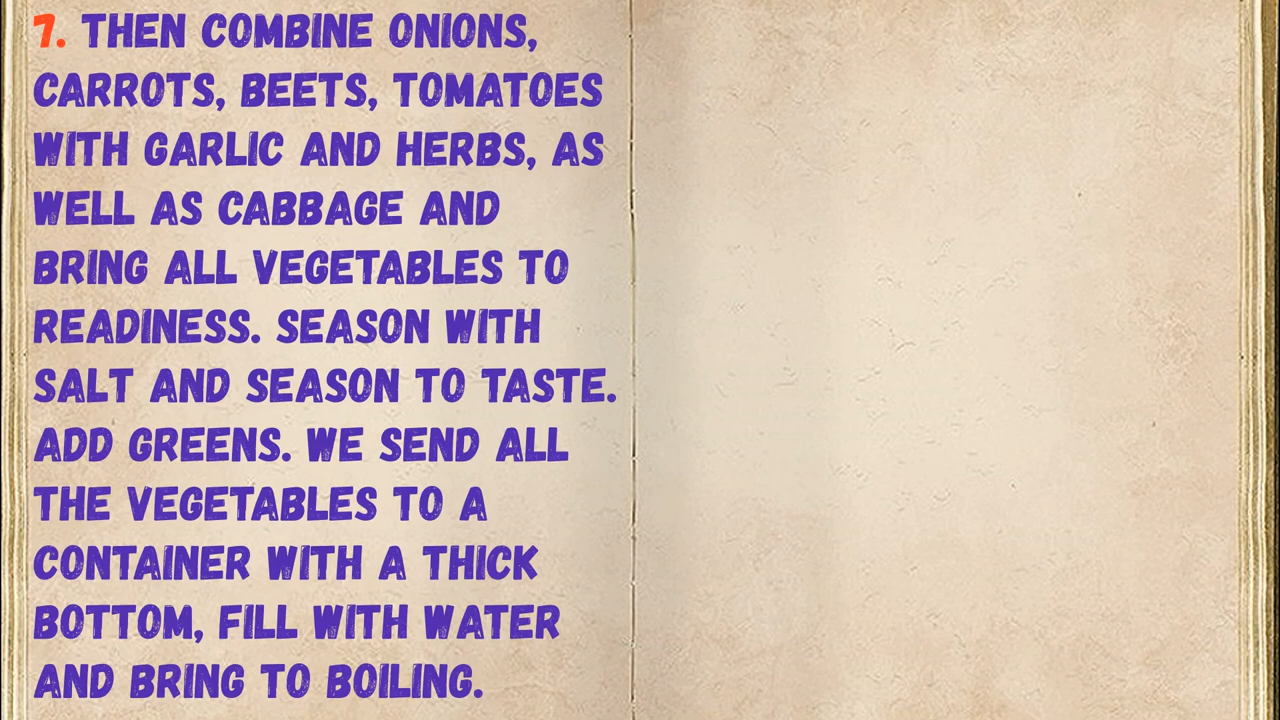 7. THEN COMBINE ONIONS,
CARROTS, BEETS, TOMATOES
WITH GARLIC AND HERBS, AS
WELL AS CABBAGE AND
BRING ALL VEGETABLES TO
READINESS. SEASON WITH
SALT AND SEASON TO TASTE.
ADD GREENS. WE SEND ALL
THE VEGETABLES TO A
CONTAINER WITH A THICK
BOTTOM, FILL WITH WATER
AND BRING TO BOILING.